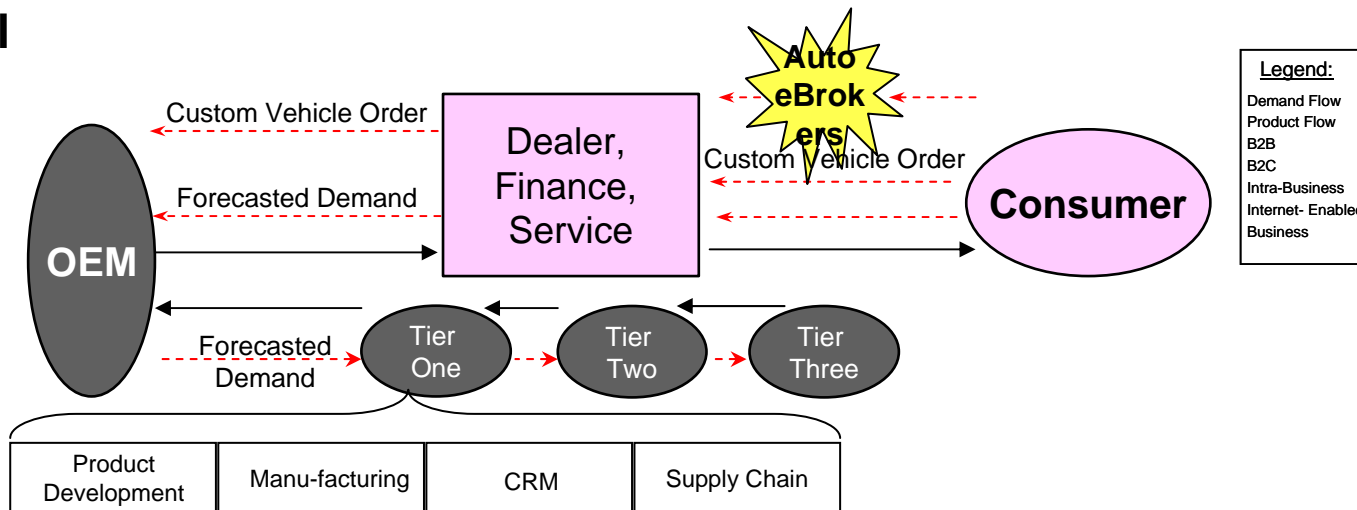 Auto
eBrok
ers
Legend:
Demand Flow
Product Flow
B2B
B2C
Intra-Business
Internet- Enabled
Business
Custom Vehicle Order
Dealer,
Finance,
Service
Custom Vehicle Order
Consumer
Forecasted Demand
OEM
Forecasted
Demand
Tier
One
Tier
Two
Tier
Three
Product
Development
Manu-facturing
CRM
Supply Chain